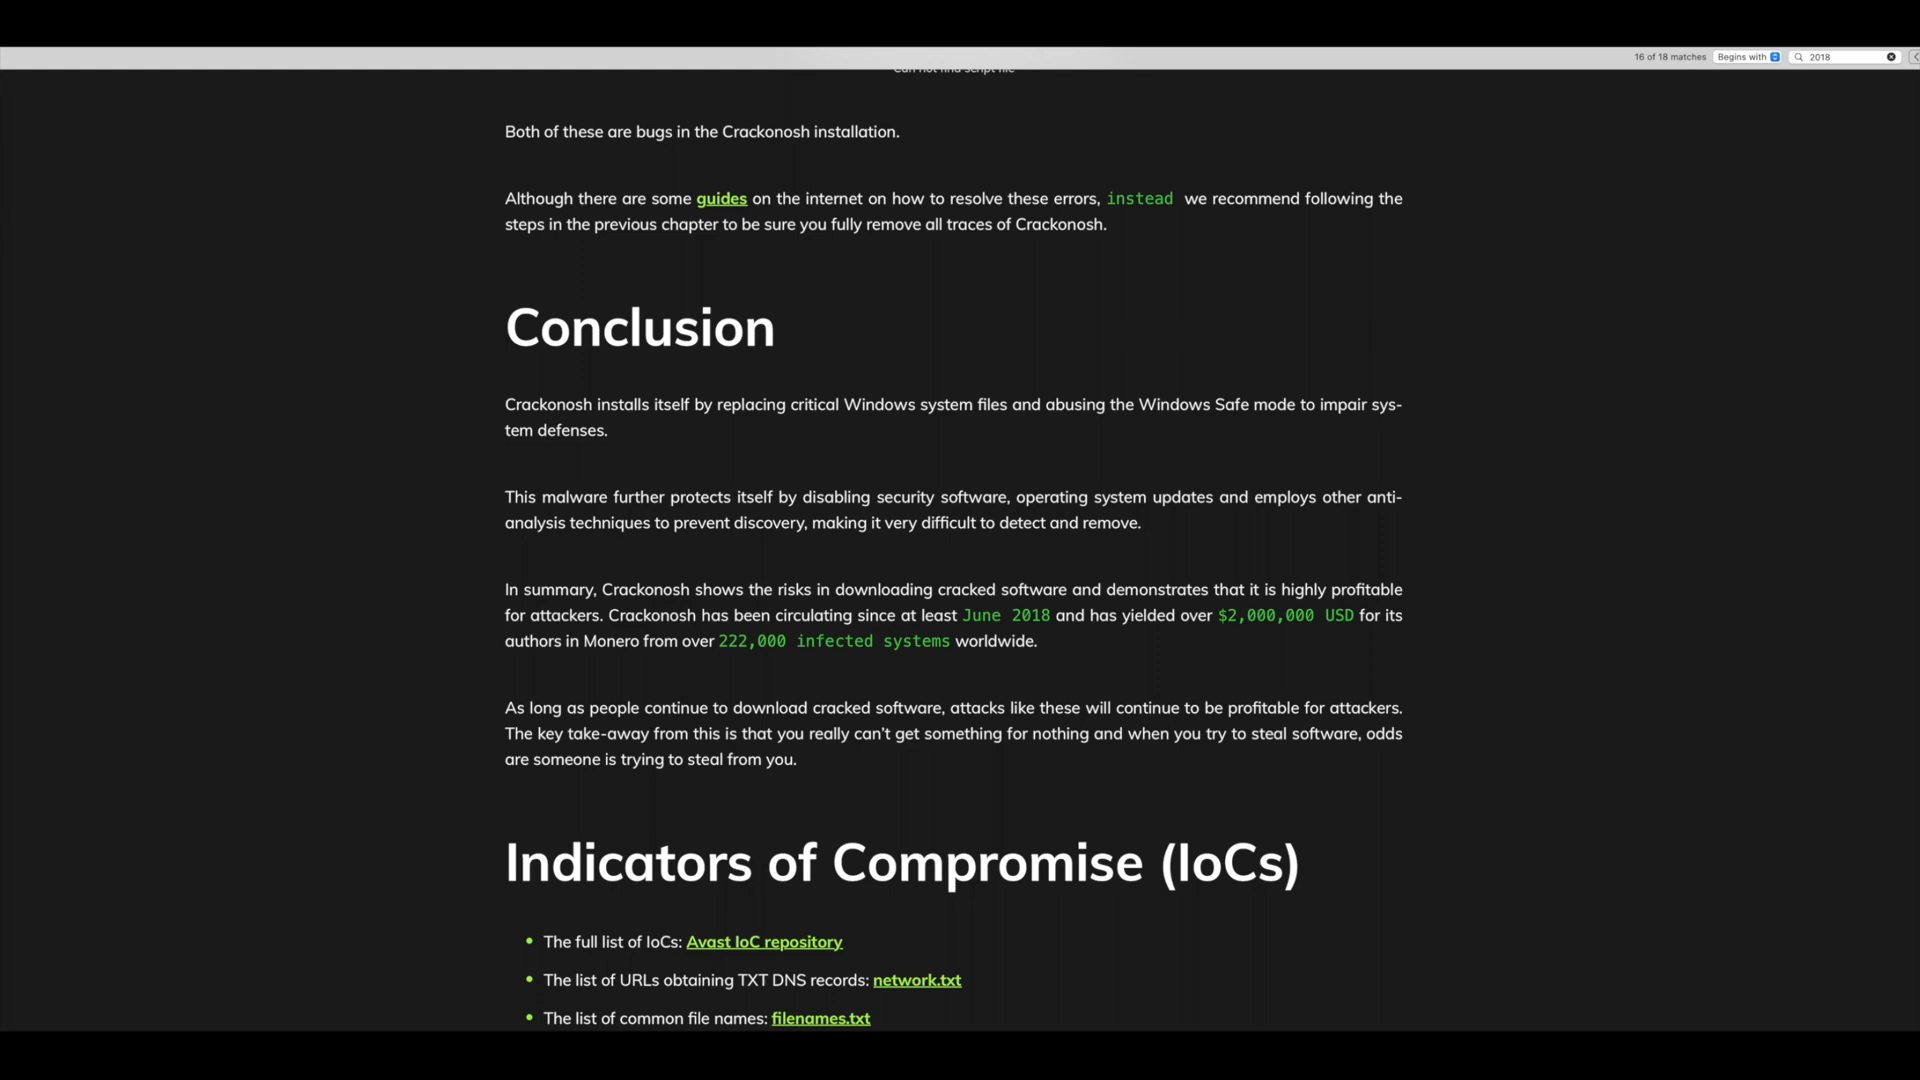 16 of 18 matches Begins with 2018
Can not find script file
Both of these are bugs in the Crackonosh installation.
Although there are some guides on the internet on how to resolve these errors, instead we recommend following the
steps in the previous chapter to be sure you fully remove all traces of Crackonosh.
Conclusion
Crackonosh installs itself by replacing critical Windows system files and abusing the Windows Safe mode to impair sys-
tem defenses.
This malware further protects itself by disabling security software, operating system updates and employs other anti-
analysis techniques to prevent discovery, making it very difficult to detect and remove.
In summary, Crackonosh shows the risks in downloading cracked software and demonstrates that it is highly profitable
for attackers. Crackonosh has been circulating since at least June 2018 and has yielded over $2,000,000 USD for its
authors in Monero from over 222,000 infected systems worldwide.
As long as people continue to download cracked software, attacks like these will continue to be profitable for attackers.
The key take-away from this is that you really can't get something for nothing and when you try to steal software, odds
are someone is trying to steal from you.
Indicators of Compromise (IoCs)
• The full list of IoCs: Avast IoC repository
• The list of URLs obtaining TXT DNS records: network.txt
• The list of common file names: filenames.txt